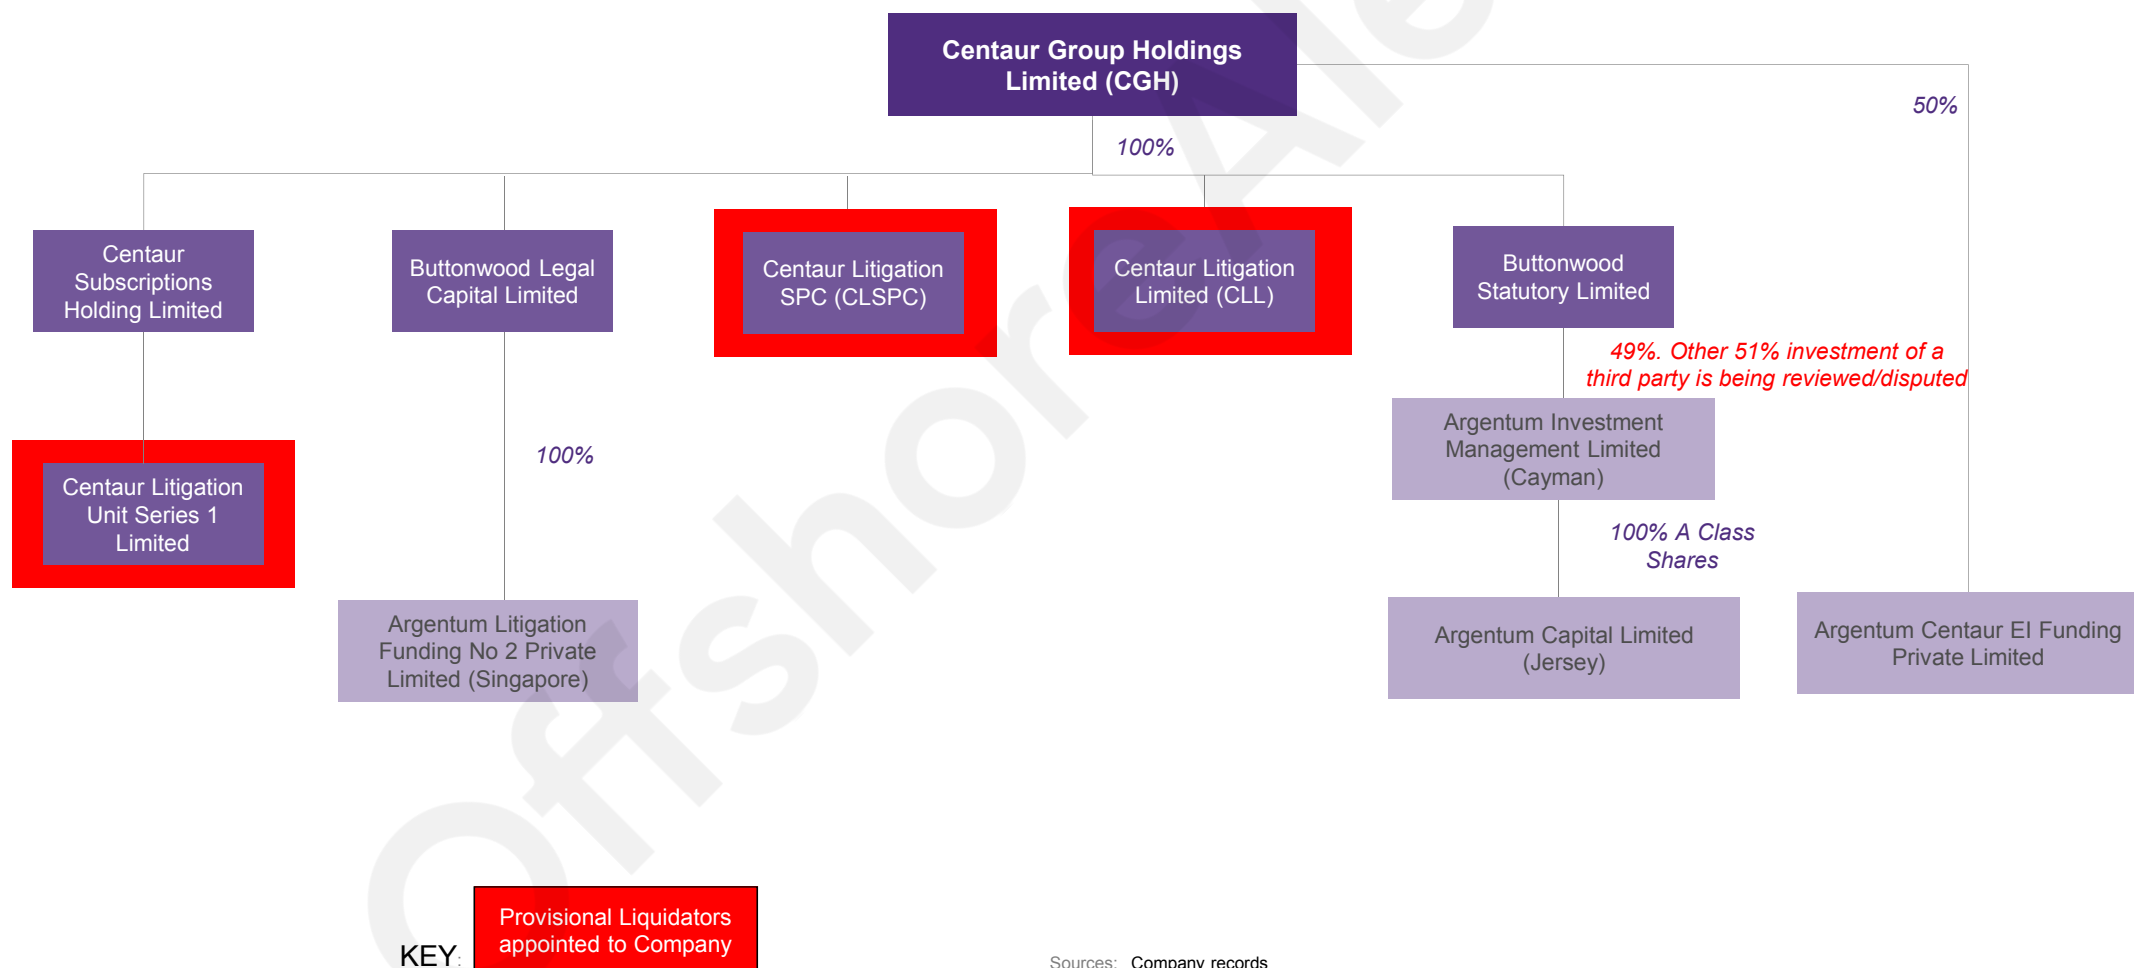 Centaur Group Holdings
Limited (CGH)
50%
100%
Centaur
Subscriptions
Holding Limited
Buttonwood Legal
Capital Limited
Centaur Litigation
SPC (CLSPC)
Centaur Litigation
Limited (CLL)
Buttonwood
Statutory Limited
49%. Other 51% investment of a
third party is being reviewed/disputed
Argentum Investment
Management Limited
(Cayman)
100%
Centaur Litigation
Unit Series 1
Limited
100% A Class
Shares
Argentum Litigation
Funding No 2 Private
Limited (Singapore)
Argentum Capital Limited
(Jersey)
Argentum Centaur EI Funding
Private Limited
KEY:
Provisional Liquidators
appointed to Company
Sources: Company records
OffshoreAle